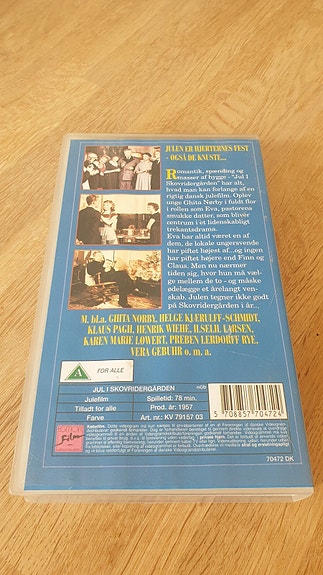 JULEN ER HJERTERNES FEST
- OGSÅ DE KNUSTE...
Romantik, spænding og
masser af hygge - "Jul I
Skovridergården" har alt,
hvad man kan forlange af en
rigtig dansk julefilm. Oplev
unge Ghita Nørby i fuldt flor
i rollen som Eva, pastorens
smukke datter, som bliver
centrum i et lidenskabligt
trekantsdrama.
Eva har altid været en af
dem, de lokale ungersvende
har piftet højest af...og ingen
har piftet højere end Finn og
Claus. Men nu nærmer
tiden sig, hvor hun må væl-
ge mellem de to - og måske
ødelægge et årelangt ven-
skab. Julen tegner ikke godt
på Skovridergården i år...
M. bl.a. GHITA NØRBY, HELGE KJÆRULFF-SCHMIDT,
KLAUS PAGH, HENRIK WIEHE, ILSELIL LARSEN,
KAREN MARIE LØWERT, PREBEN LERDORFF RYE,
VERA GEBUHR o. m. a.
A FOR ALLE
JUL I SKOVRIDERGÅRDEN
Julefilm Spilletid: 78 min.
Tilladt for alle Prod. år: 1957
Farve Art. nr.: KV 79157 03
nCb
5 708857 704724
film
70472 DK